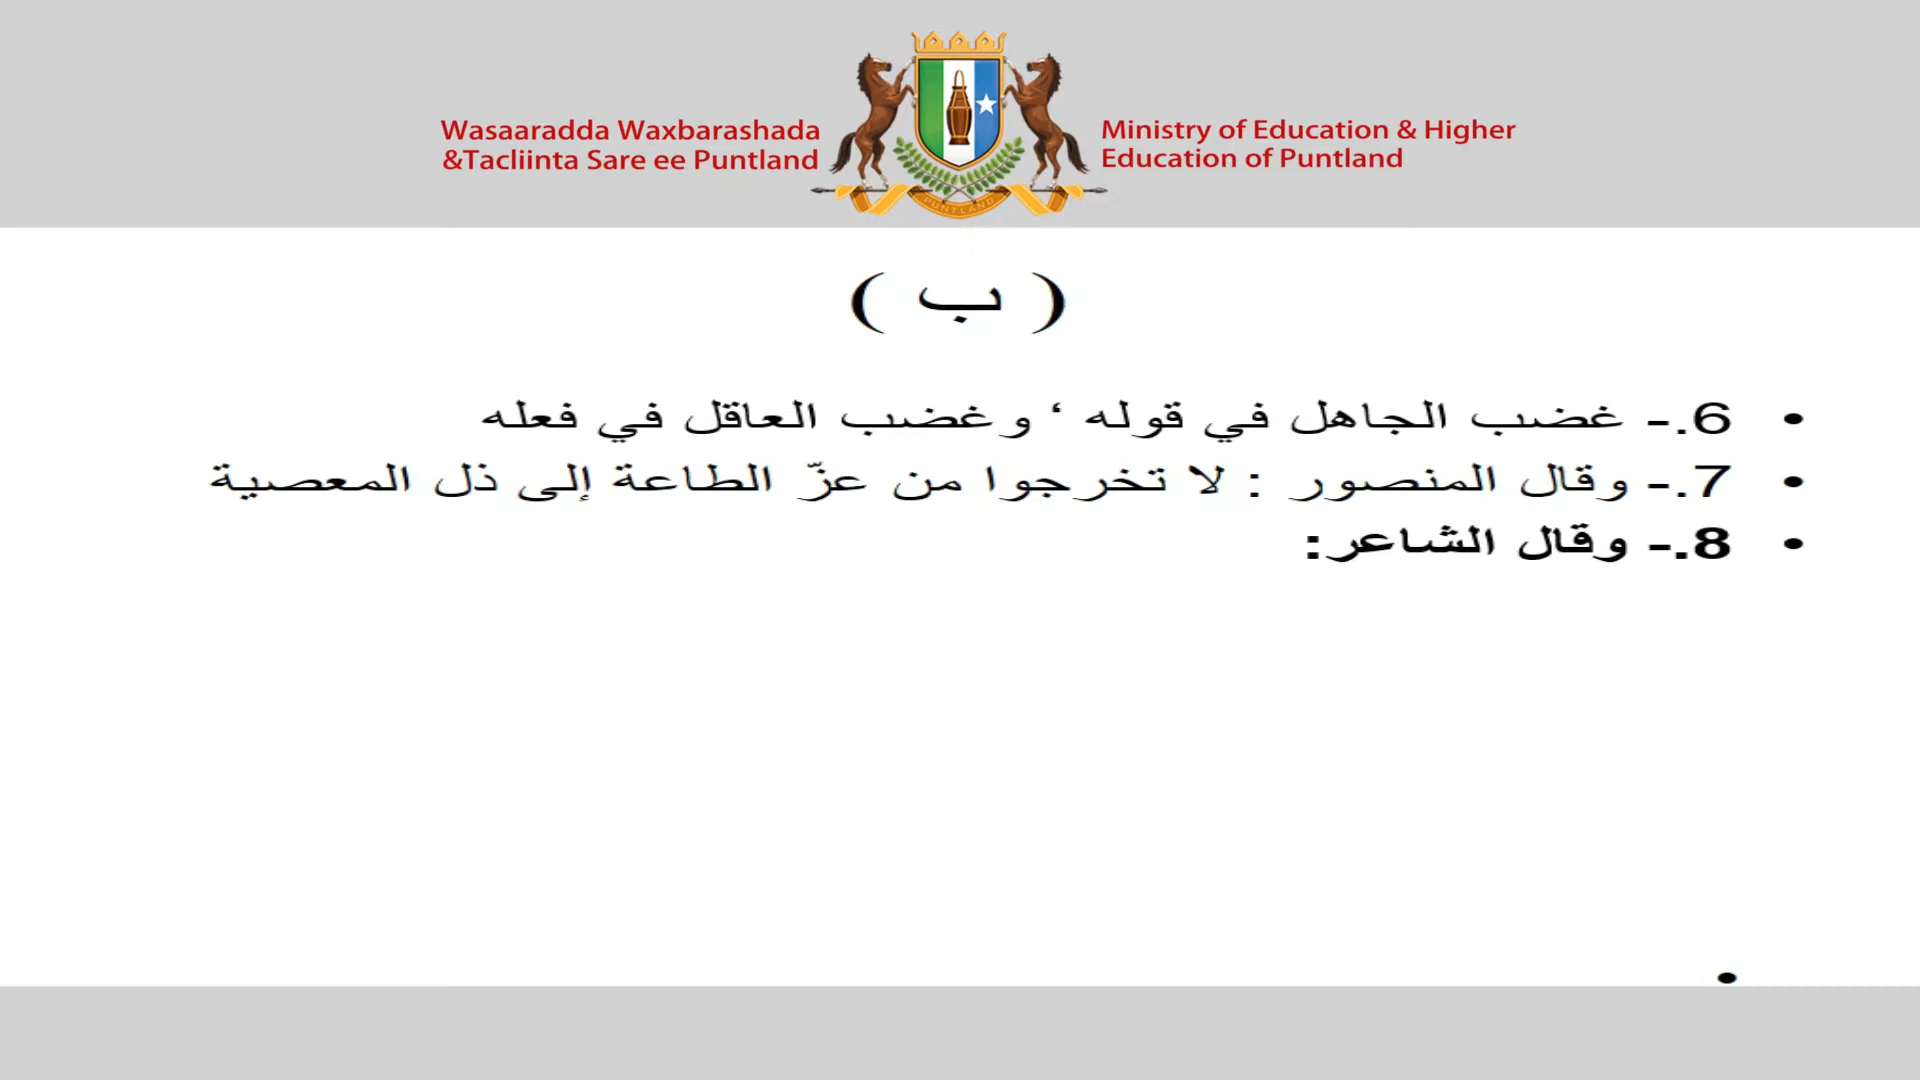 Wasaaradda Waxbarashada
&Tacliinta Sare ee Puntland
Ministry of Education & Higher
Education of Puntland
PUNTLAND
( ب )
• 6.- غضب الجاهل في قوله ‘ وغضب العاقل في فعله
• 7.- وقال المنصور : لا تخرجوا من عزّ الطاعة إلى ذل المعصية
• 8.- وقال الشاعر:
•